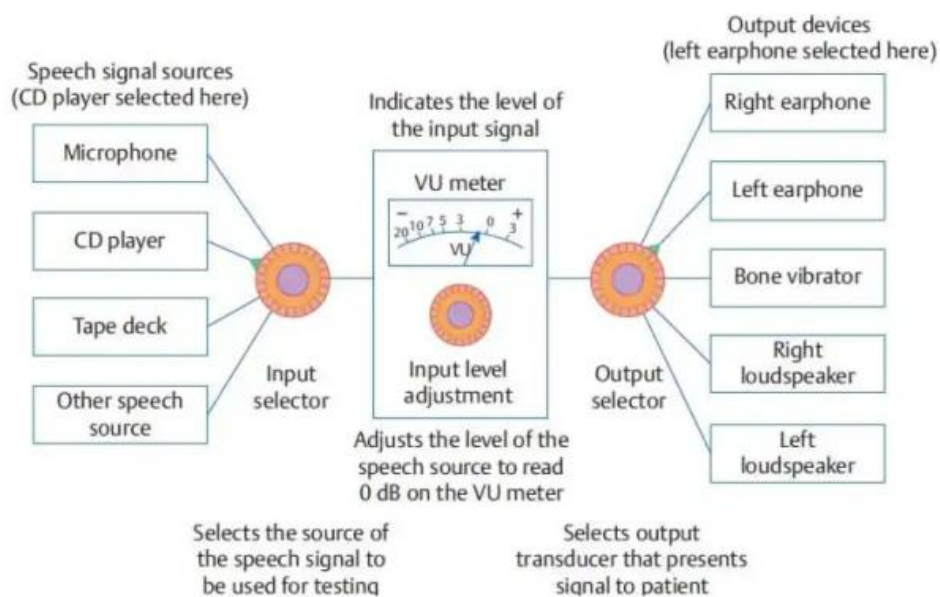 Speech signal sources
(CD player selected here)
Microphone
CD player
Tape deck
Other speech
source
Input
selector
Selects the source of
the speech signal to
be used for testing
Indicates the level of
the input signal
VU meter
− +
20 10 7 5 3 0 3
VU
Input level
adjustment
Adjusts the level of the
speech source to read
0 dB on the VU meter
Output devices
(left earphone selected here)
Right earphone
Left earphone
Bone vibrator
Right
loudspeaker
Left
loudspeaker
Output
selector
Selects output
transducer that presents
signal to patient